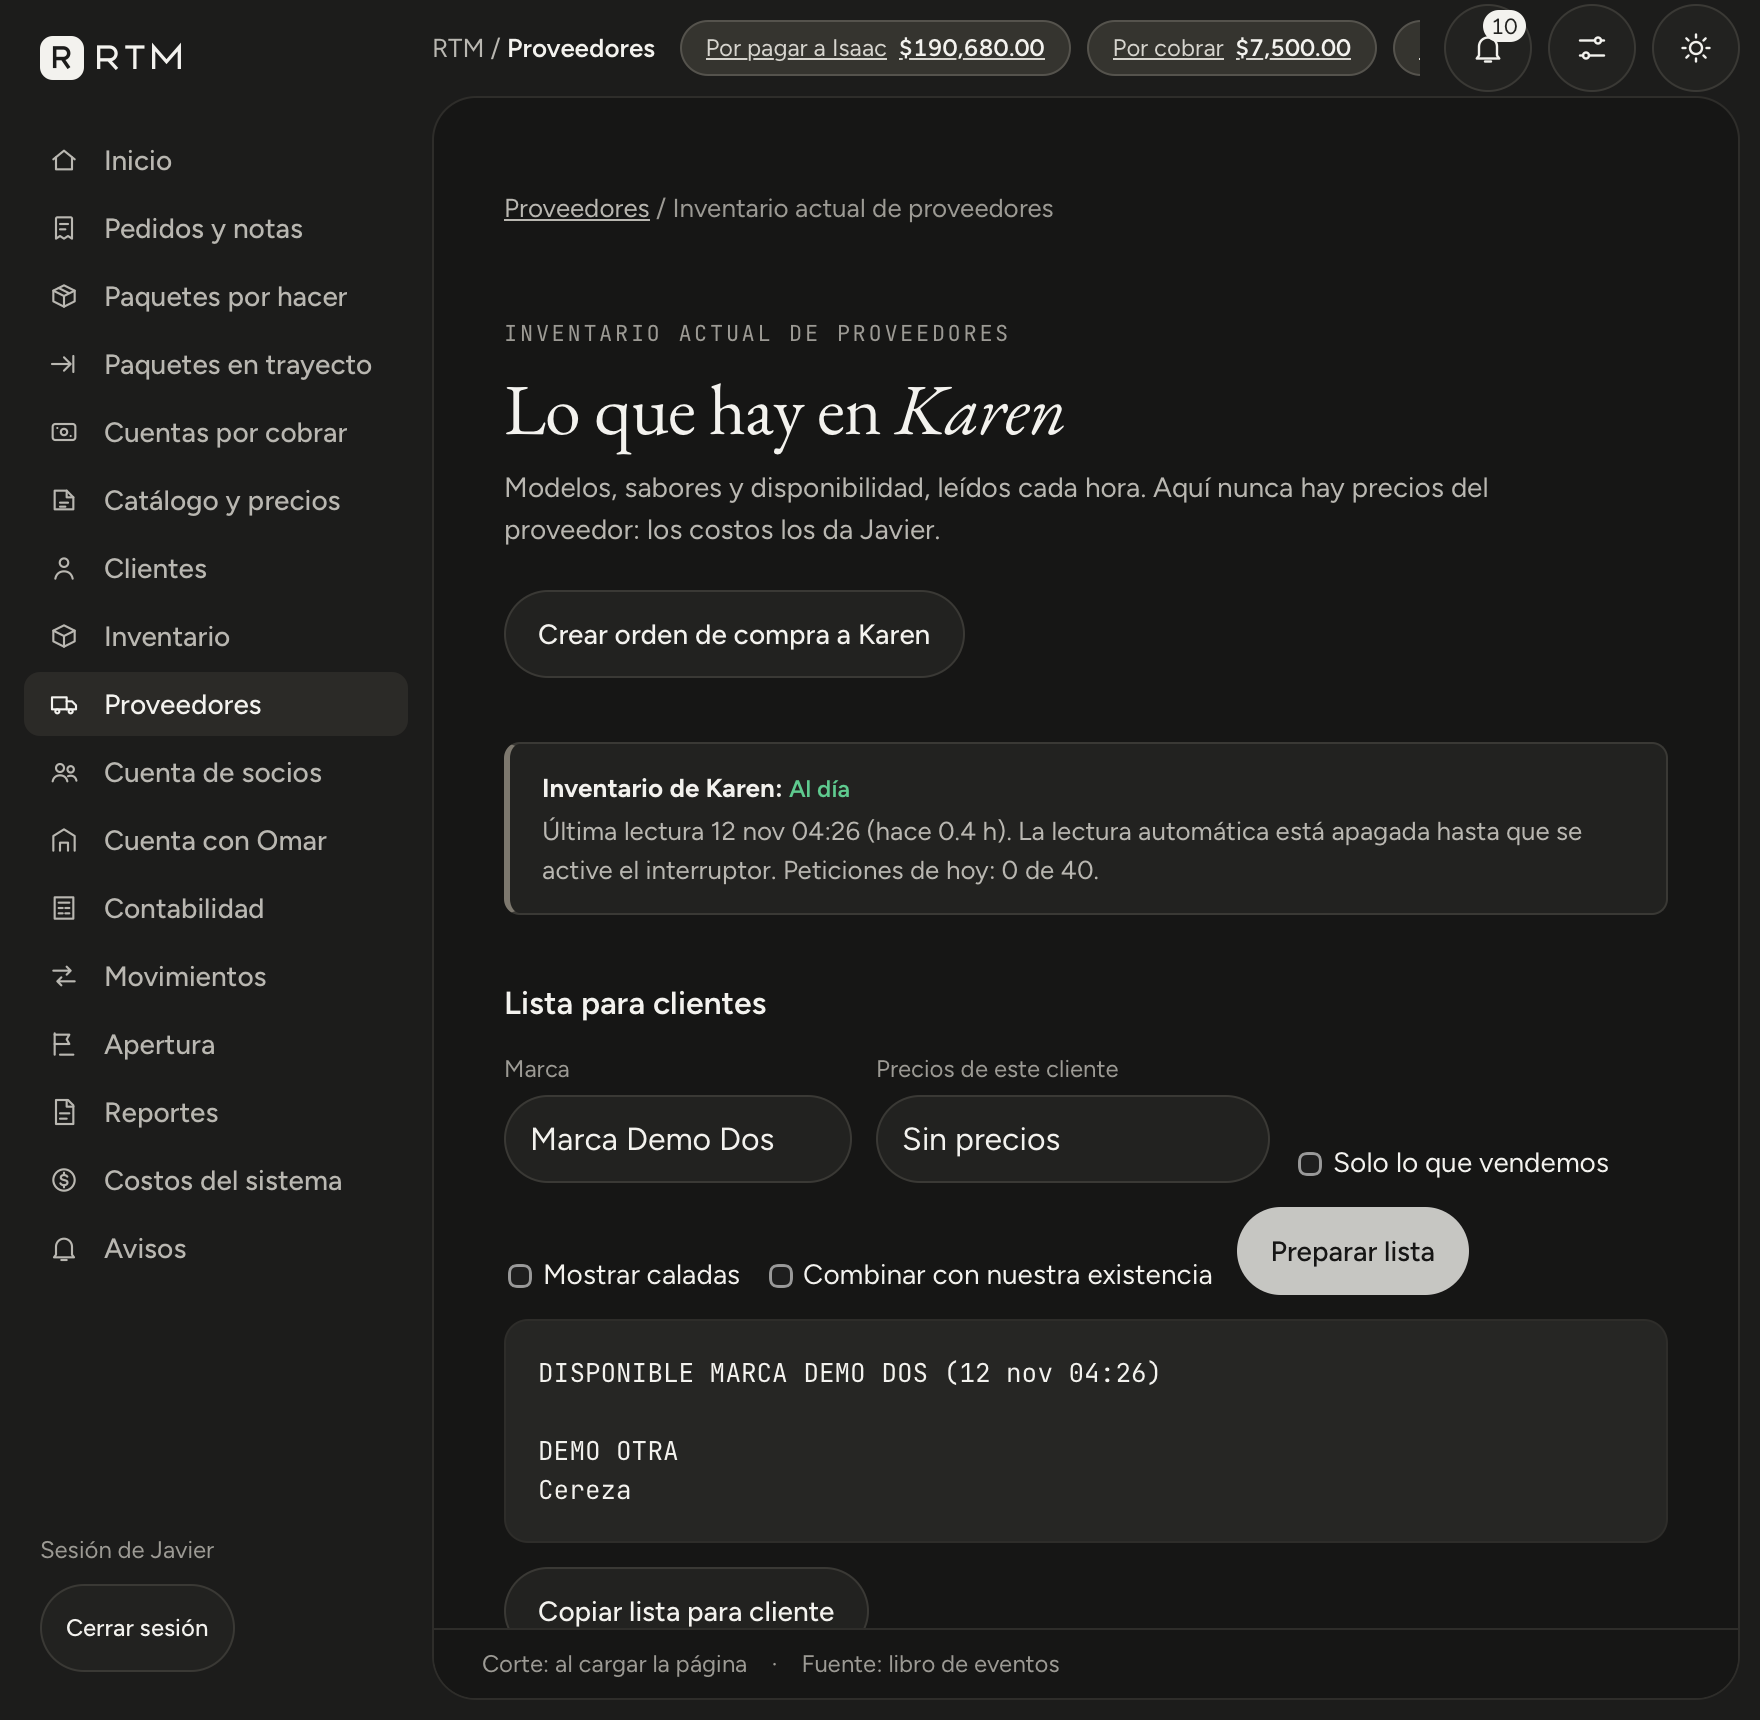 R RTM
RTM / Proveedores
Por pagar a Isaac $190,680.00
Por cobrar $7,500.00
10
Inicio
Pedidos y notas
Paquetes por hacer
Paquetes en trayecto
Cuentas por cobrar
Catálogo y precios
Clientes
Inventario
Proveedores
Cuenta de socios
Cuenta con Omar
Contabilidad
Movimientos
Apertura
Reportes
Costos del sistema
Avisos
Sesión de Javier
Cerrar sesión
Proveedores / Inventario actual de proveedores
INVENTARIO ACTUAL DE PROVEEDORES
Lo que hay en Karen
Modelos, sabores y disponibilidad, leídos cada hora. Aquí nunca hay precios del
proveedor: los costos los da Javier.
Crear orden de compra a Karen
Inventario de Karen: Al día
Última lectura 12 nov 04:26 (hace 0.4 h). La lectura automática está apagada hasta que se
active el interruptor. Peticiones de hoy: 0 de 40.
Lista para clientes
Marca
Precios de este cliente
Marca Demo Dos
Sin precios
Solo lo que vendemos
Mostrar caladas
Combinar con nuestra existencia
Preparar lista
DISPONIBLE MARCA DEMO DOS (12 nov 04:26)
DEMO OTRA
Cereza
Copiar lista para cliente
Corte: al cargar la página · Fuente: libro de eventos